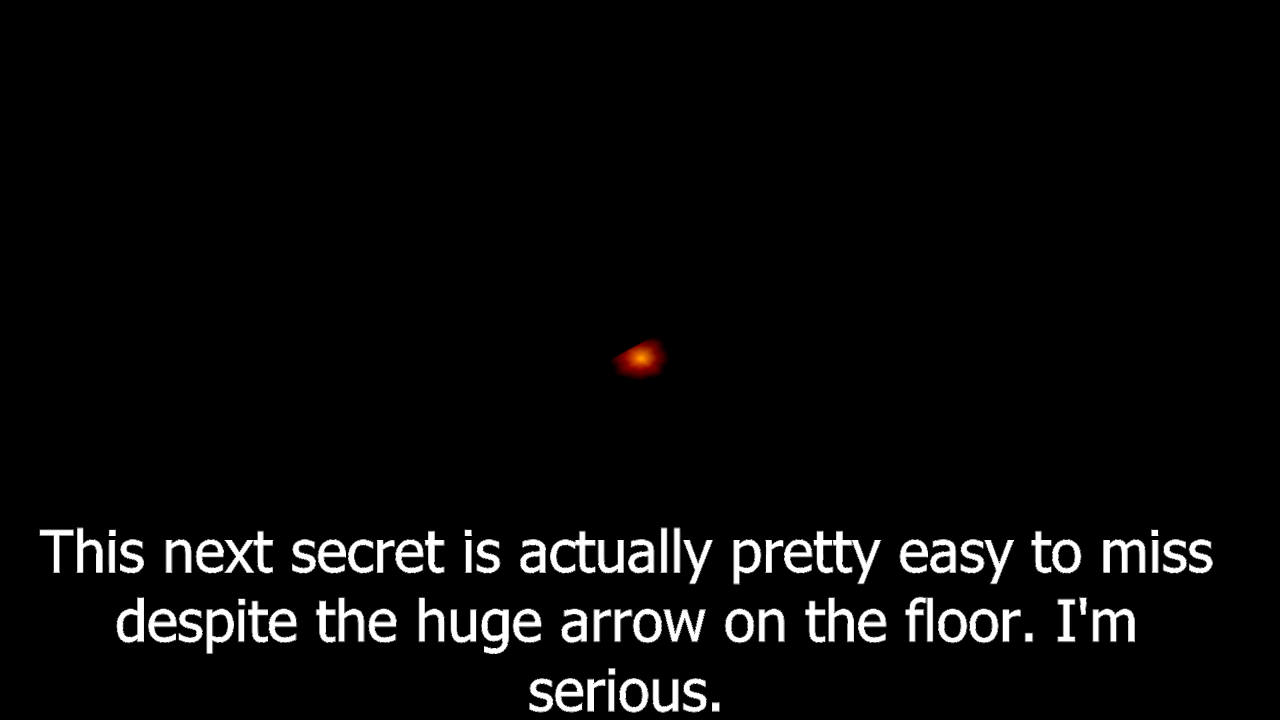 This next secret is actually pretty easy to miss
despite the huge arrow on the floor. I'm
serious.